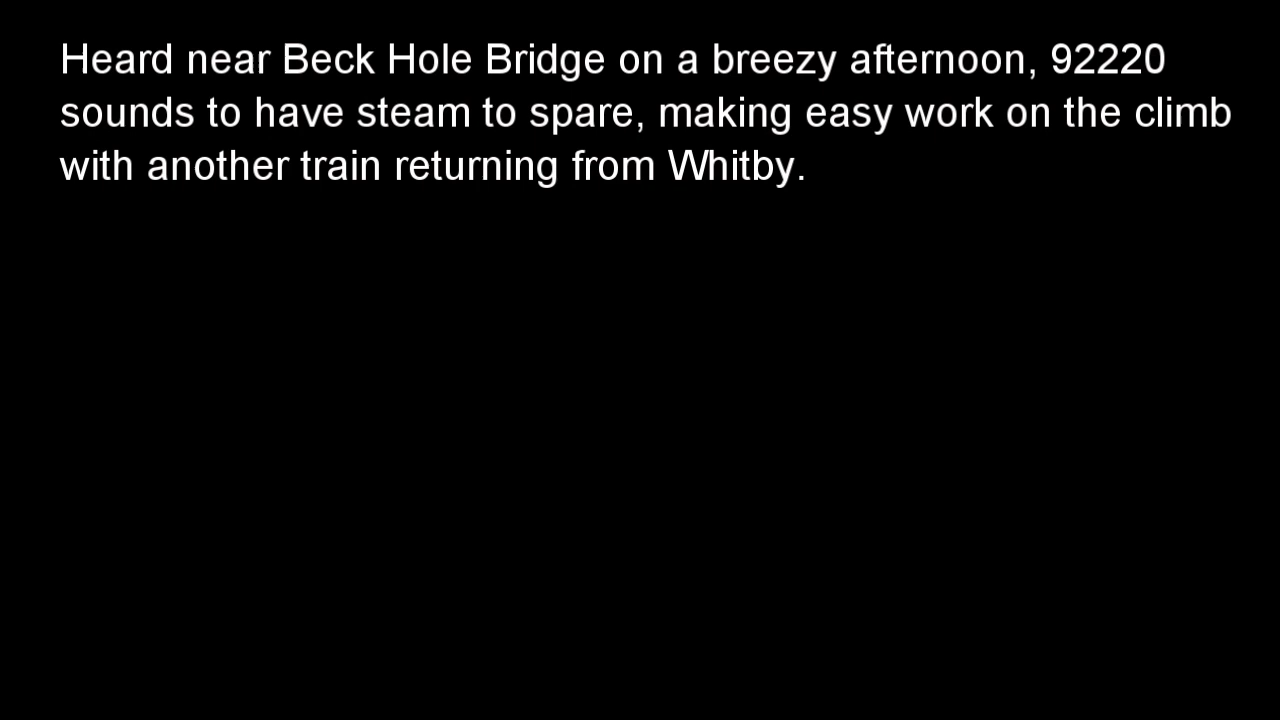 Heard near Beck Hole Bridge on a breezy afternoon, 92220
sounds to have steam to spare, making easy work on the climb
with another train returning from Whitby.